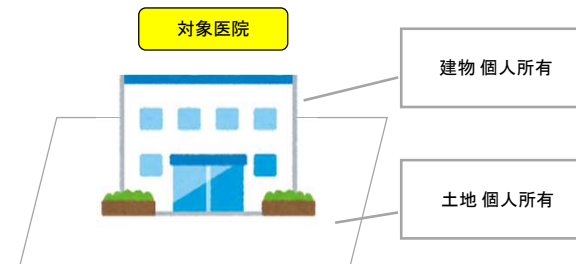 対象医院
建物 個人所有
土地 個人所有